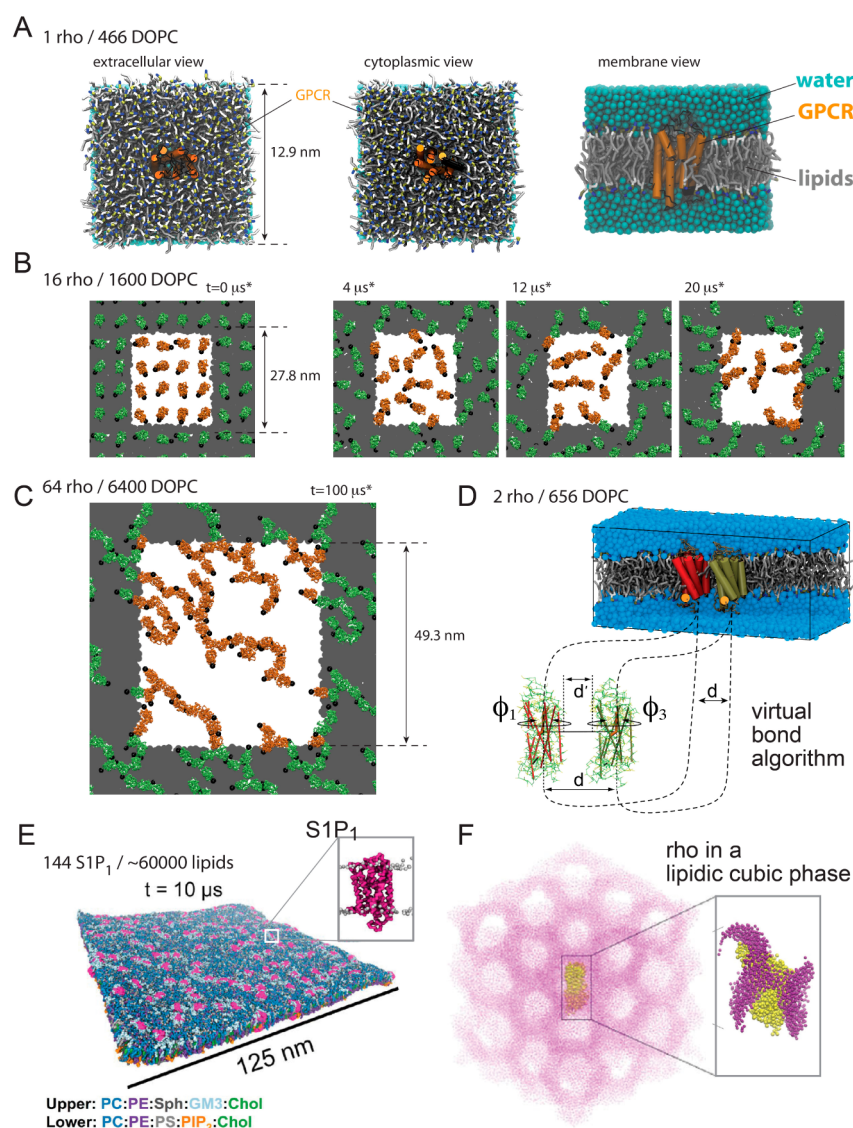 A
1 rho / 466 DOPC
extracellular view
cytoplasmic view
membrane view
GPCR
12.9 nm
water
GPCR
lipids
B
16 rho / 1600 DOPC
t=0 μs*
4 μs*
12 μs*
20 μs*
27.8 nm
C
64 rho / 6400 DOPC
t=100 μs*
49.3 nm
D
2 rho / 656 DOPC
d'
ϕ1
ϕ3
d
d
virtual
bond
algorithm
E
144 S1P1 / ~60000 lipids
t = 10 μs
S1P1
125 nm
Upper: PC:PE:Sph:GM3:Chol
Lower: PC:PE:PS:PIP2:Chol
F
rho in a
lipidic cubic phase